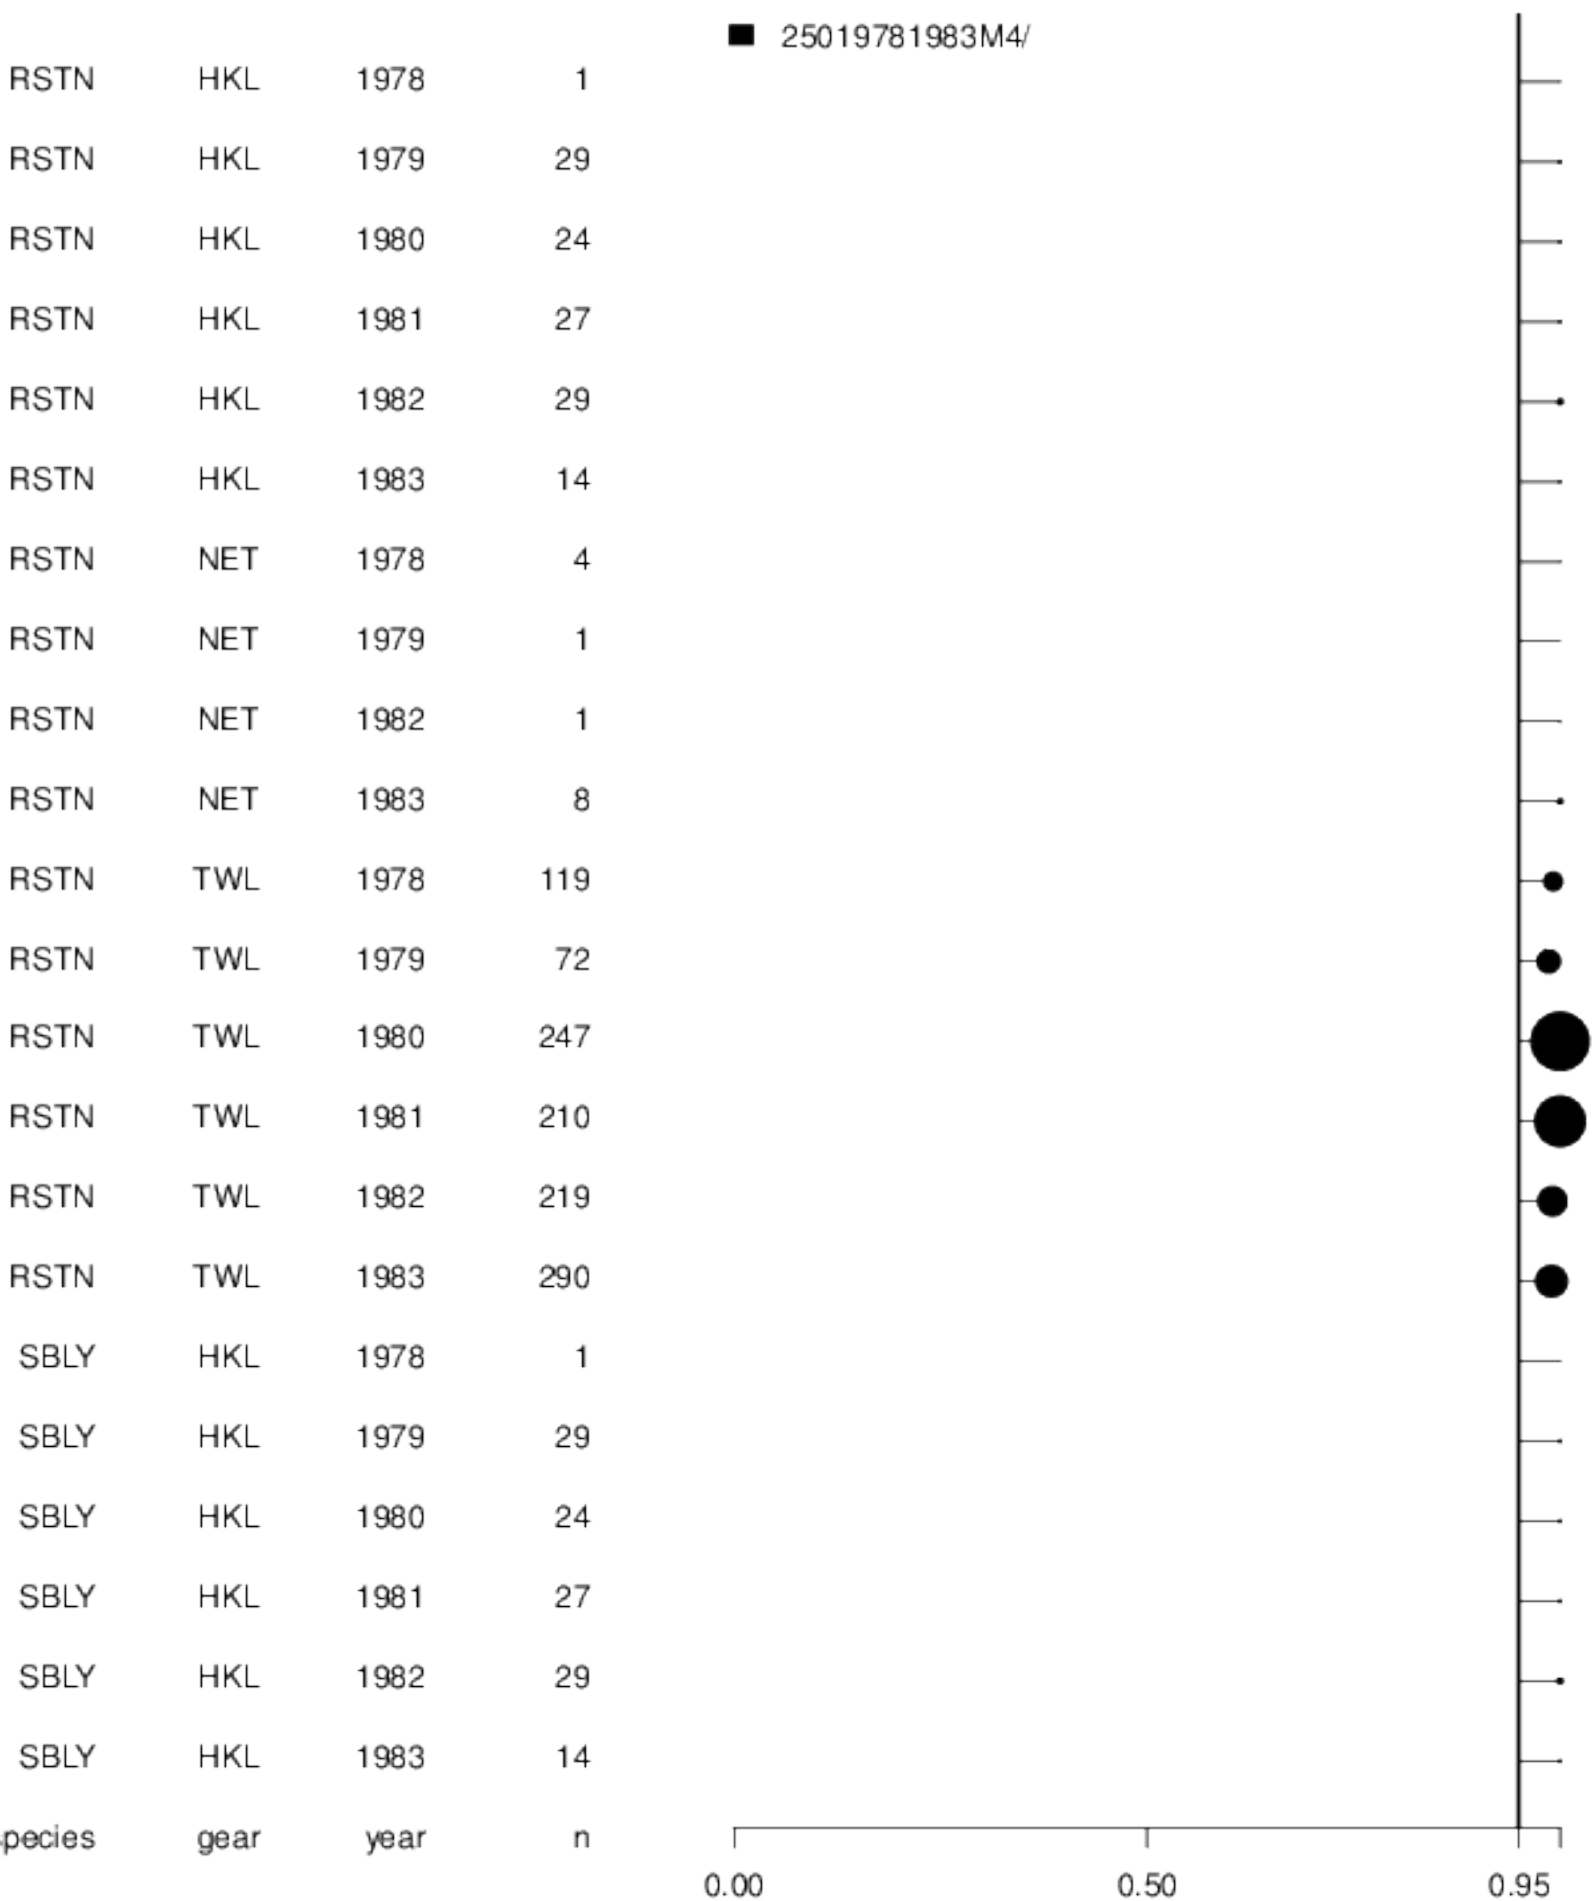 25019781983M4/
RSTN HKL 1978 1
RSTN HKL 1979 29
RSTN HKL 1980 24
RSTN HKL 1981 27
RSTN HKL 1982 29
RSTN HKL 1983 14
RSTN NET 1978 4
RSTN NET 1979 1
RSTN NET 1982 1
RSTN NET 1983 8
RSTN TWL 1978 119
RSTN TWL 1979 72
RSTN TWL 1980 247
RSTN TWL 1981 210
RSTN TWL 1982 219
RSTN TWL 1983 290
SBLY HKL 1978 1
SBLY HKL 1979 29
SBLY HKL 1980 24
SBLY HKL 1981 27
SBLY HKL 1982 29
SBLY HKL 1983 14
pecies gear year n
0.00 0.50 0.95